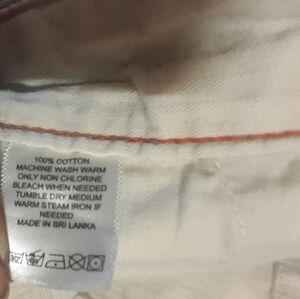 100% COTTON
MACHINE WASH WARM
ONLY NON CHLORINE
BLEACH WHEN NEEDED
TUMBLE DRY MEDIUM
WARM STEAM IRON IF
NEEDED
MADE IN SRI LANKA